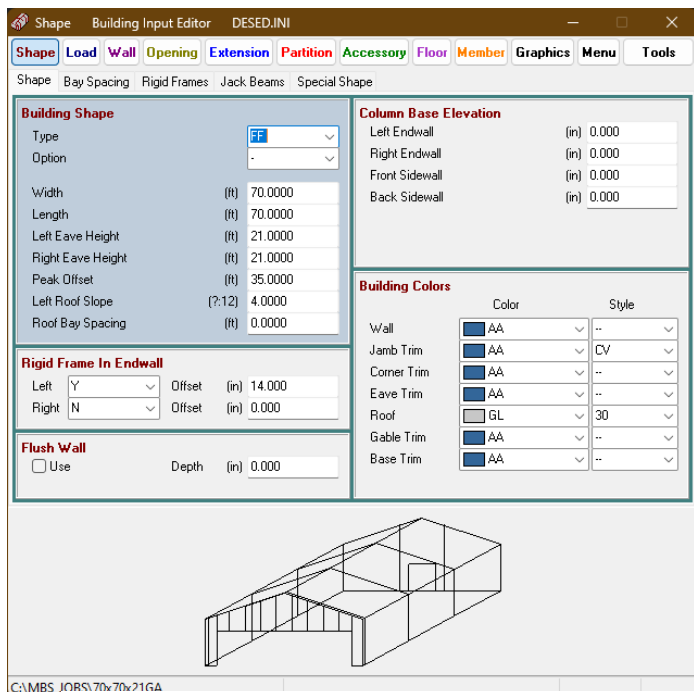 Shape Building Input Editor DESED.INI
Shape Load Wall Opening Extension Partition Accessory Floor Member Graphics Menu Tools
Shape Bay Spacing Rigid Frames Jack Beams Special Shape
Building Shape
Type FF
Option -
Width (ft) 70.0000
Length (ft) 70.0000
Left Eave Height (ft) 21.0000
Right Eave Height (ft) 21.0000
Peak Offset (ft) 35.0000
Left Roof Slope (?:12) 4.0000
Roof Bay Spacing (ft) 0.0000
Rigid Frame In Endwall
Left Y Offset (in) 14.000
Right N Offset (in) 0.000
Flush Wall
Use Depth (in) 0.000
Column Base Elevation
Left Endwall (in) 0.000
Right Endwall (in) 0.000
Front Sidewall (in) 0.000
Back Sidewall (in) 0.000
Building Colors
Color Style
Wall AA --
Jamb Trim AA CV
Corner Trim AA --
Eave Trim AA --
Roof GL 30
Gable Trim AA --
Base Trim AA --
C:\MBS_JOBS\70x70x21GA